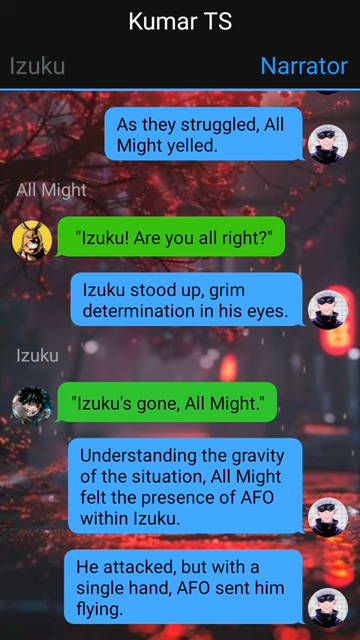 Kumar TS
Izuku
Narrator
As they struggled, All
Might yelled.
All Might
"Izuku! Are you all right?"
Izuku stood up, grim
determination in his eyes.
Izuku
"Izuku's gone, All Might."
Understanding the gravity
of the situation, All Might
felt the presence of AFO
within Izuku.
He attacked, but with a
single hand, AFO sent him
flying.